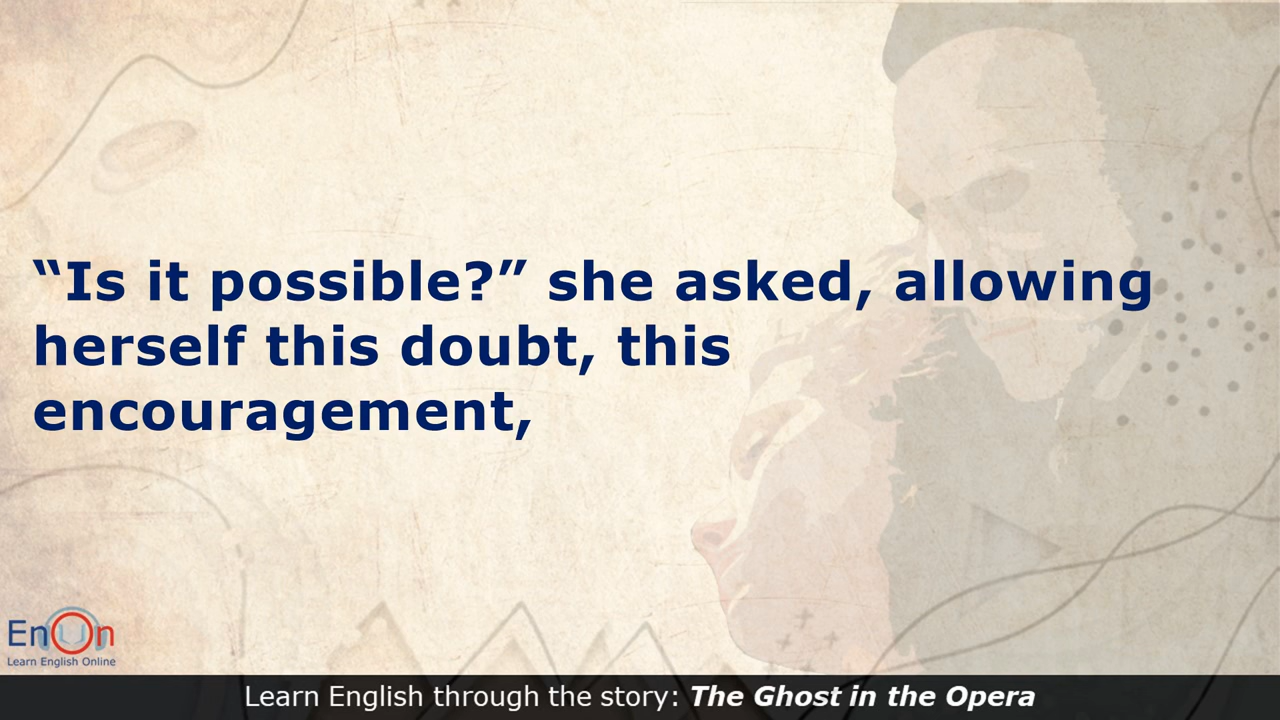 “Is it possible?” she asked, allowing
herself this doubt, this
encouragement,
EnOn
Learn English Online
Learn English through the story: The Ghost in the Opera